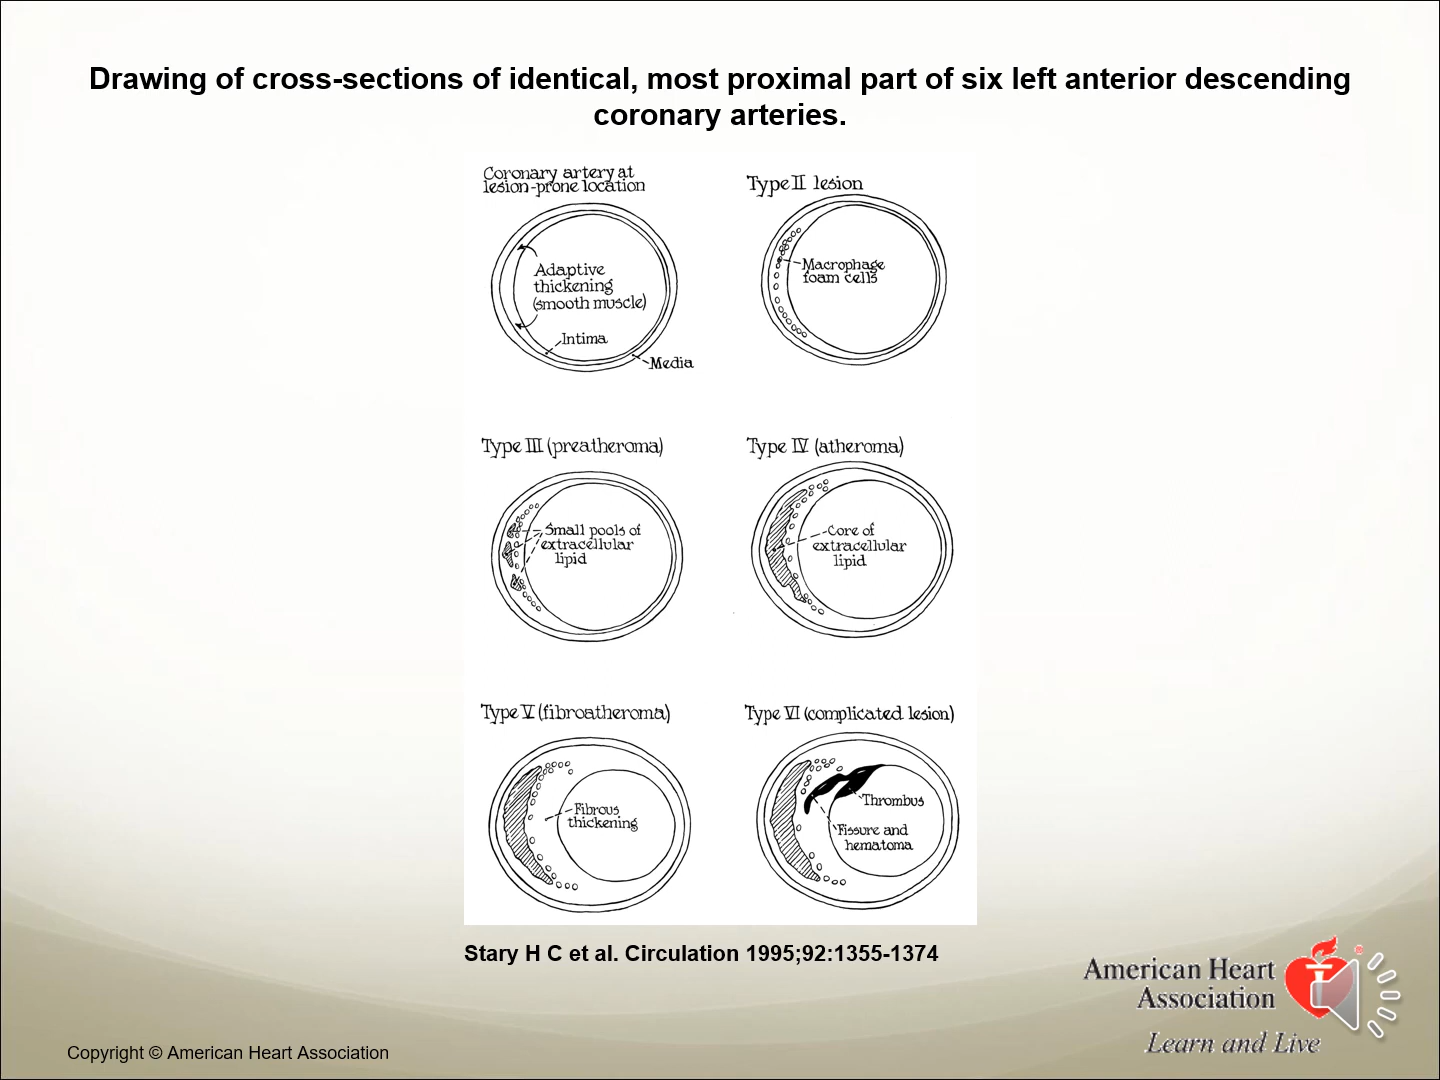 Drawing of cross-sections of identical, most proximal part of six left anterior descending
coronary arteries.
Coronary artery at
lesion-prone location
Adaptive
thickening
(smooth muscle)
Intima
Media
Type II lesion
Macrophage
foam cells
Type III (preatheroma)
Small pools of
extracellular
lipid
Type IV (atheroma)
Core of
extracellular
lipid
Type V (fibroatheroma)
Fibrous
thickening
Type VI (complicated lesion)
Thrombus
Fissure and
hematoma
Stary H C et al. Circulation 1995;92:1355-1374
American Heart
Association
Learn and Live
Copyright © American Heart Association